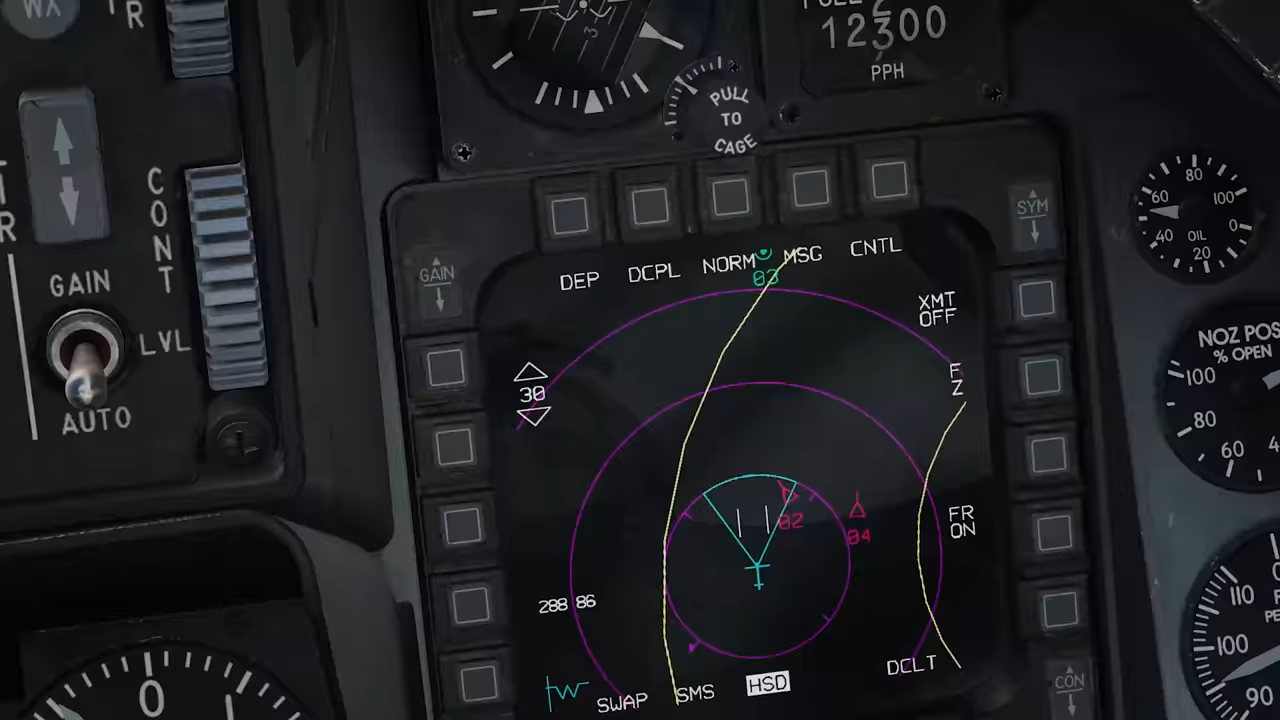 WX
R
CONT
GAIN
LVL
AUTO
12300
PPH
PULL
TO
CAGE
GAIN
SYM
DEP DCPL NORM MSG CNTL
03
XMT
OFF
30
F
Z
02
04
FR
ON
288 86
SWAP SMS HSD DCLT
CON
80
60
100
40
OIL
0
20
NOZ POS
% OPEN
100
80
60
110
100
90
0